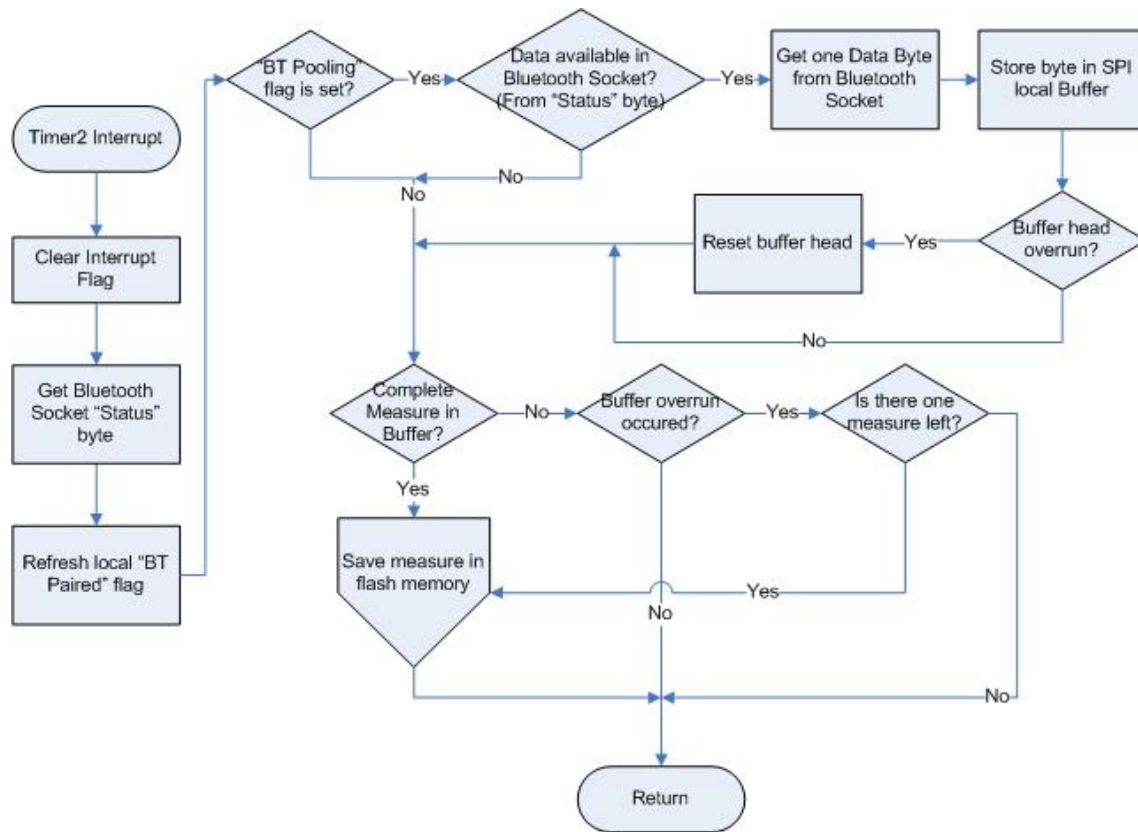 Timer2 Interrupt
Clear Interrupt
Flag
Get Bluetooth
Socket “Status”
byte
Refresh local “BT
Paired” flag
“BT Pooling”
flag is set?
Yes
No
Data available in
Bluetooth Socket?
(From “Status” byte)
Yes
No
Get one Data Byte
from Bluetooth
Socket
Store byte in SPI
local Buffer
Buffer head
overrun?
Yes
No
Reset buffer head
Complete
Measure in
Buffer?
No
Yes
Buffer overrun
occured?
Yes
No
Is there one
measure left?
Yes
No
Save measure in
flash memory
Return